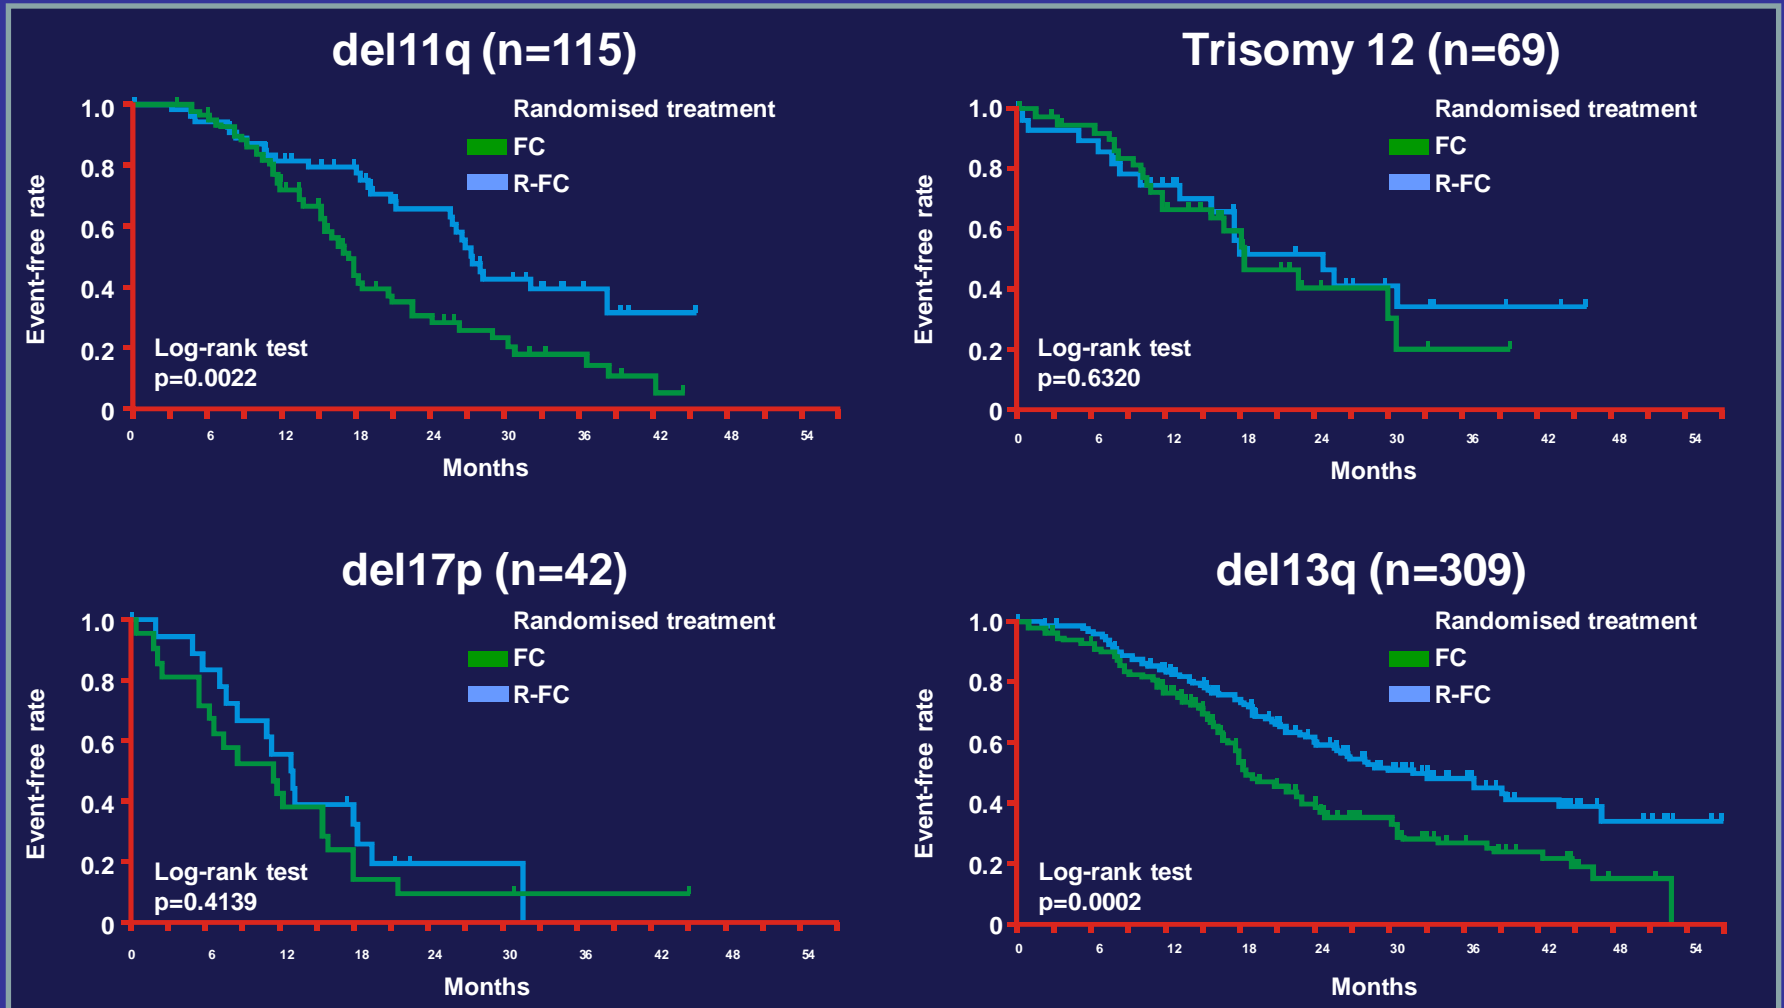 del11q (n=115)
1.0
0.8
0.6
0.4
0.2
0
Event-free rate
Randomised treatment
FC
R-FC
Log-rank test
p=0.0022
0 6 12 18 24 30 36 42 48 54
Months
Trisomy 12 (n=69)
1.0
0.8
0.6
0.4
0.2
0
Event-free rate
Randomised treatment
FC
R-FC
Log-rank test
p=0.6320
0 6 12 18 24 30 36 42 48 54
Months
del17p (n=42)
1.0
0.8
0.6
0.4
0.2
0
Event-free rate
Randomised treatment
FC
R-FC
Log-rank test
p=0.4139
0 6 12 18 24 30 36 42 48 54
Months
del13q (n=309)
1.0
0.8
0.6
0.4
0.2
0
Event-free rate
Randomised treatment
FC
R-FC
Log-rank test
p=0.0002
0 6 12 18 24 30 36 42 48 54
Months